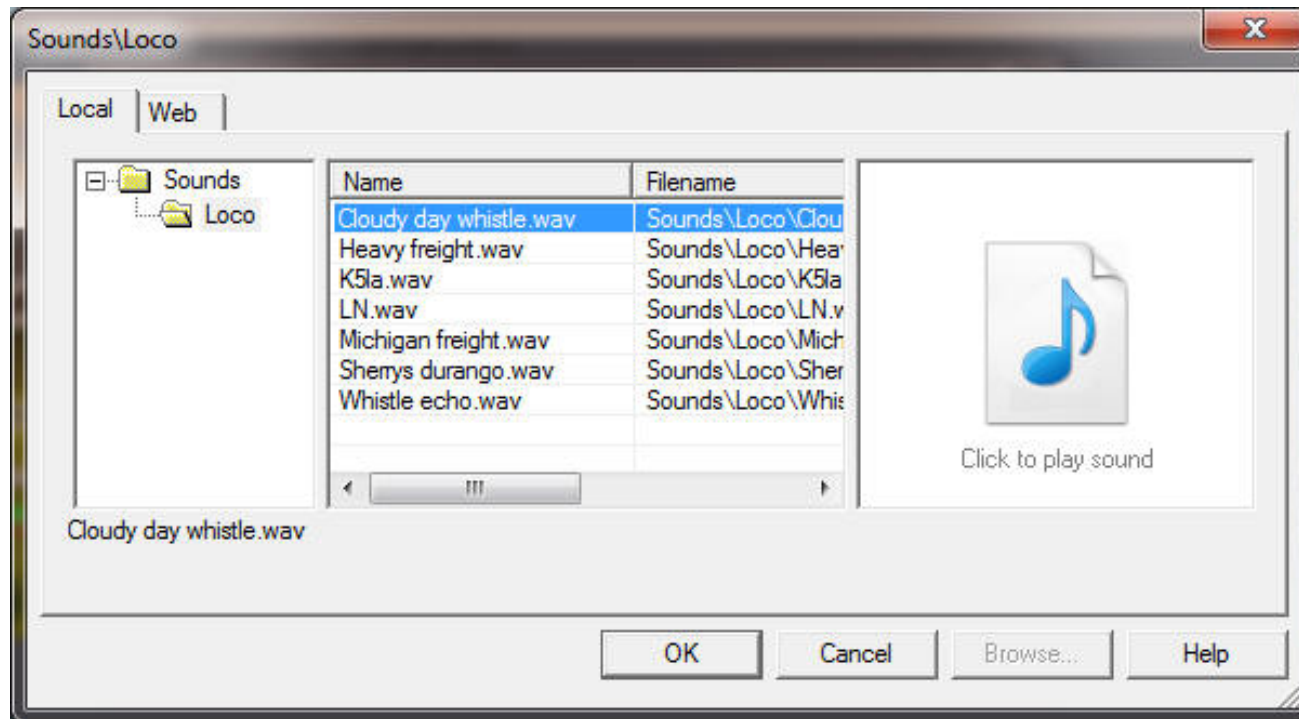 Sounds\Loco
Local Web
Sounds
Loco
Name Filename
Cloudy day whistle.wav Sounds\Loco\Clou
Heavy freight.wav Sounds\Loco\Hea
K5la.wav Sounds\Loco\K5la
LN.wav Sounds\Loco\LN.w
Michigan freight.wav Sounds\Loco\Mich
Sherrys durango.wav Sounds\Loco\Sher
Whistle echo.wav Sounds\Loco\Whis
Click to play sound
Cloudy day whistle.wav
OK Cancel Browse... Help